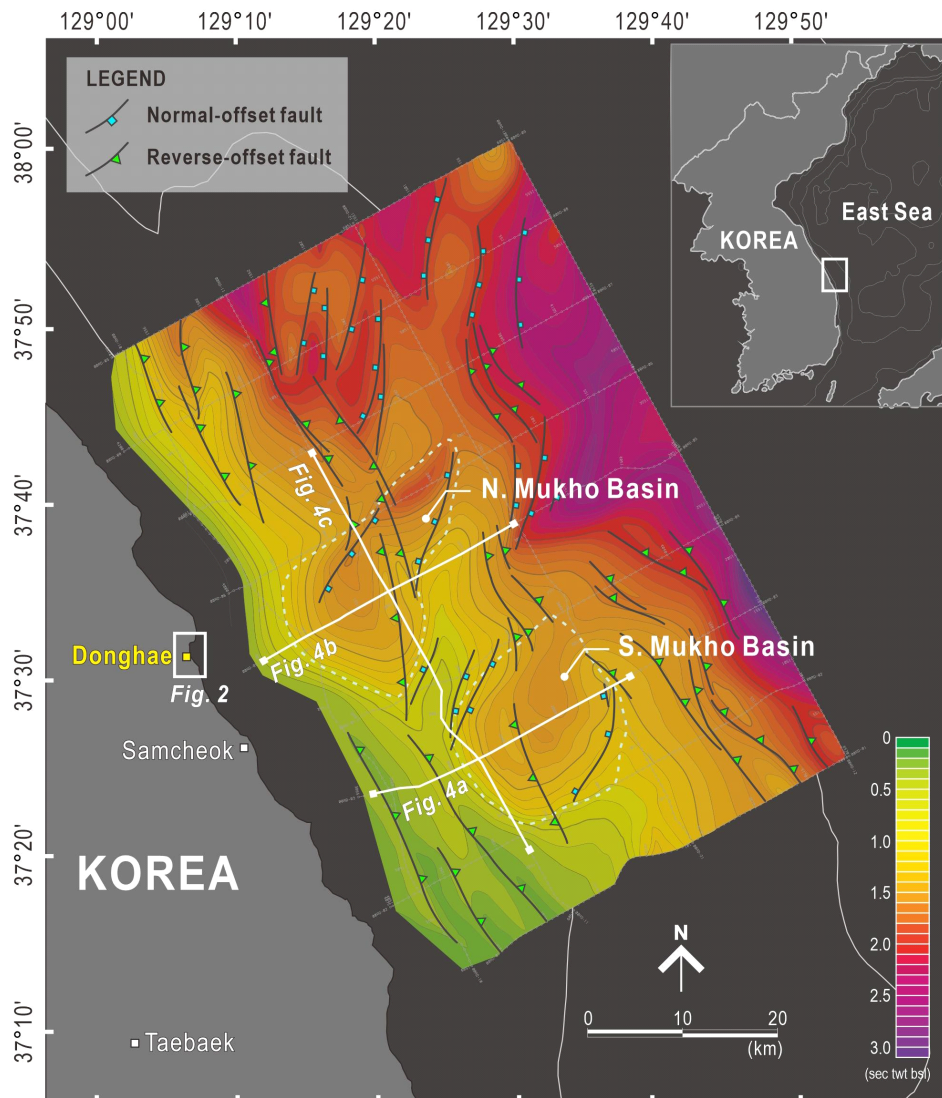 129°00' 129°10' 129°20' 129°30' 129°40' 129°50'
38°00'
37°50'
37°40'
37°30'
37°20'
37°10'
LEGEND
Normal-offset fault
Reverse-offset fault
East Sea
KOREA
Fig. 4c
N. Mukho Basin
Fig. 4b
S. Mukho Basin
Donghae
Fig. 2
Samcheok
Fig. 4a
KOREA
Taebaek
N
0 10 20
(km)
0
0.5
1.0
1.5
2.0
2.5
3.0
(sec twt bsl)